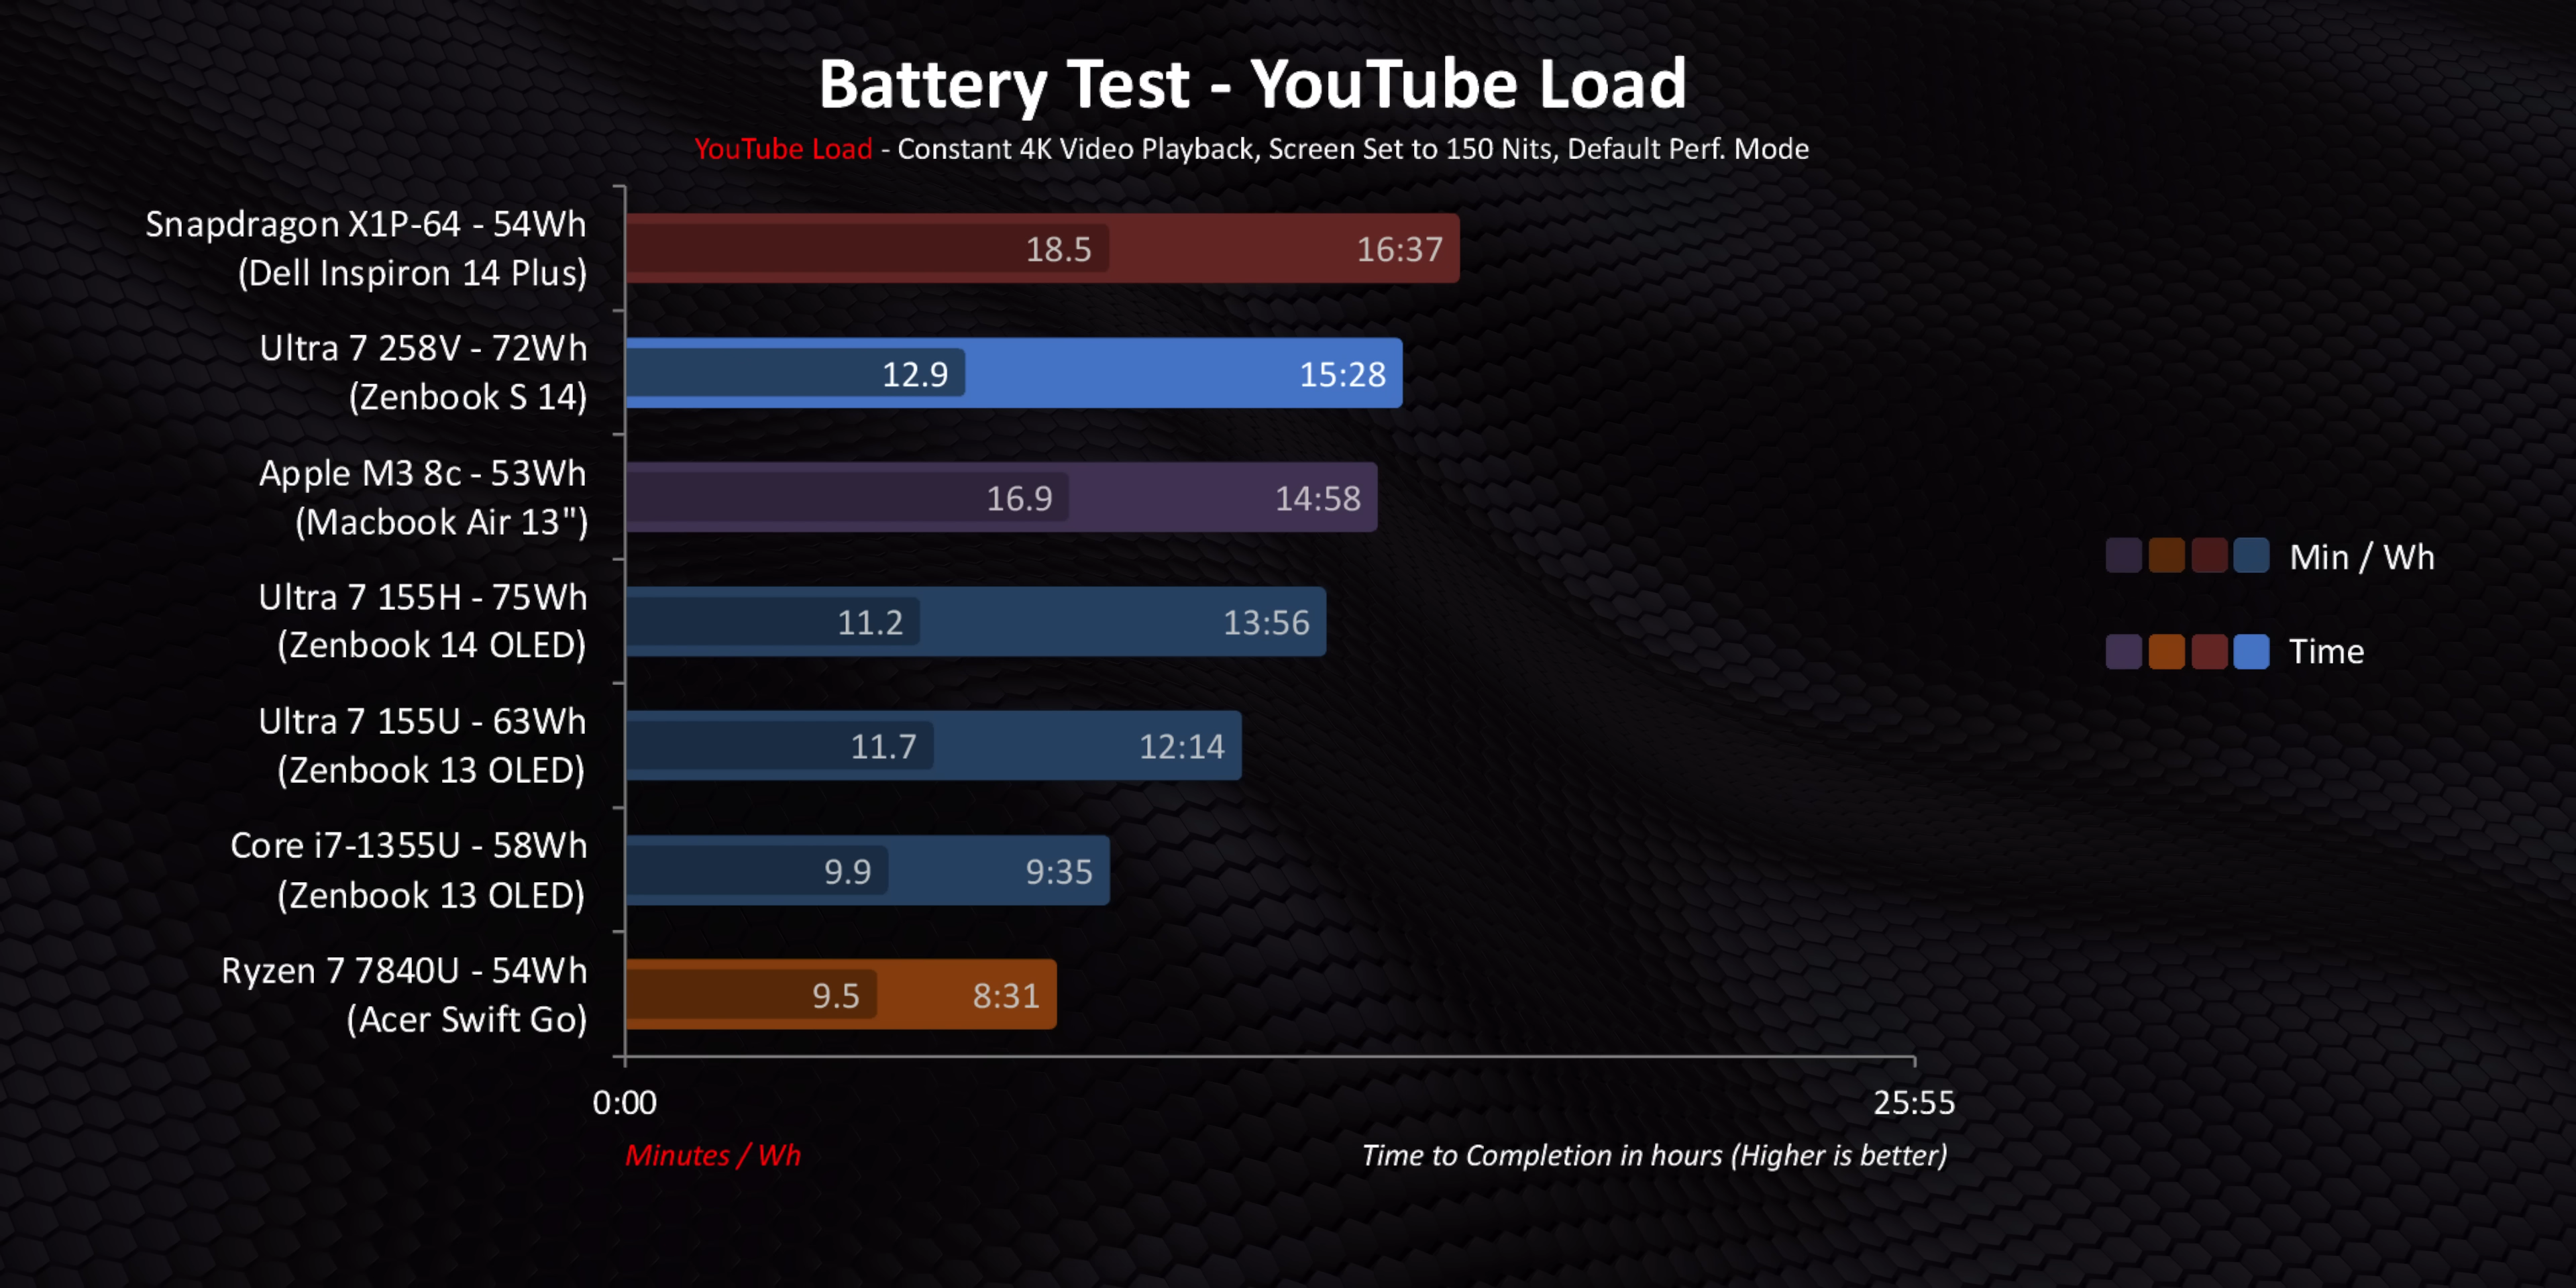 Battery Test - YouTube Load
YouTube Load - Constant 4K Video Playback, Screen Set to 150 Nits, Default Perf. Mode
Snapdragon X1P-64 - 54Wh
(Dell Inspiron 14 Plus)
18.5
16:37
Ultra 7 258V - 72Wh
(Zenbook S 14)
12.9
15:28
Apple M3 8c - 53Wh
(Macbook Air 13")
16.9
14:58
Ultra 7 155H - 75Wh
(Zenbook 14 OLED)
11.2
13:56
Ultra 7 155U - 63Wh
(Zenbook 13 OLED)
11.7
12:14
Core i7-1355U - 58Wh
(Zenbook 13 OLED)
9.9
9:35
Ryzen 7 7840U - 54Wh
(Acer Swift Go)
9.5
8:31
Min / Wh
Time
0:00
25:55
Minutes / Wh
Time to Completion in hours (Higher is better)